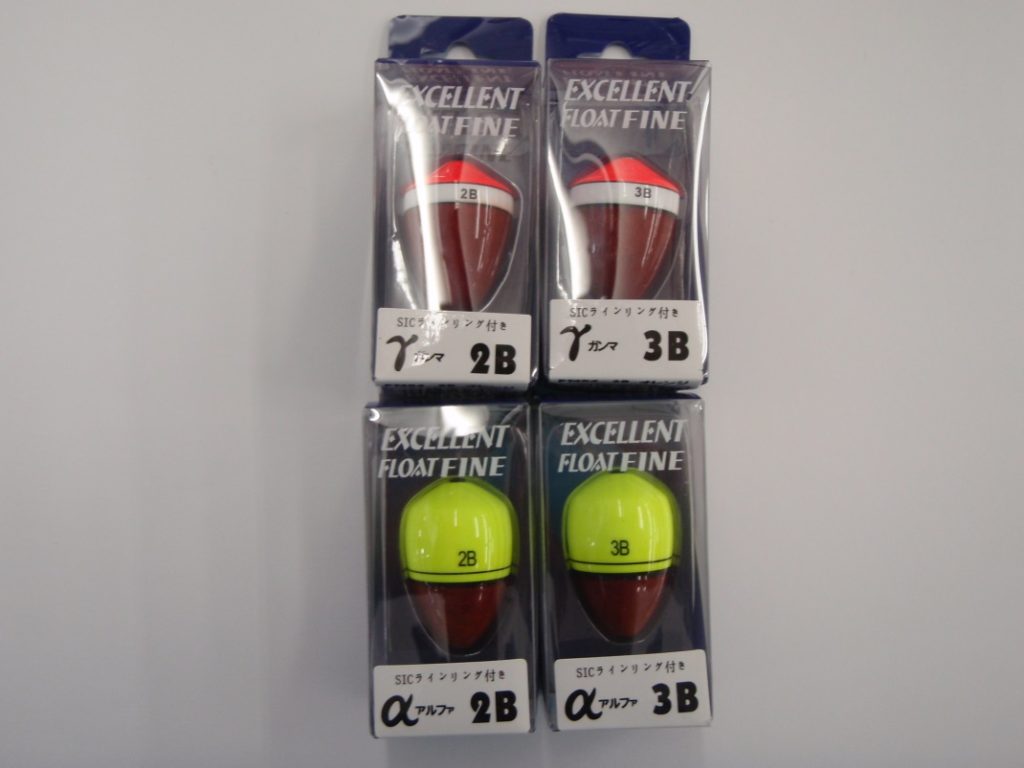 EXCELLENT
FLOAT FINE
2B
SICラインリング付き
γ ガンマ 2B
EXCELLENT
FLOAT FINE
3B
SICラインリング付き
γ ガンマ 3B
EXCELLENT
FLOAT FINE
2B
SICラインリング付き
α アルファ 2B
EXCELLENT
FLOAT FINE
3B
SICラインリング付き
α アルファ 3B